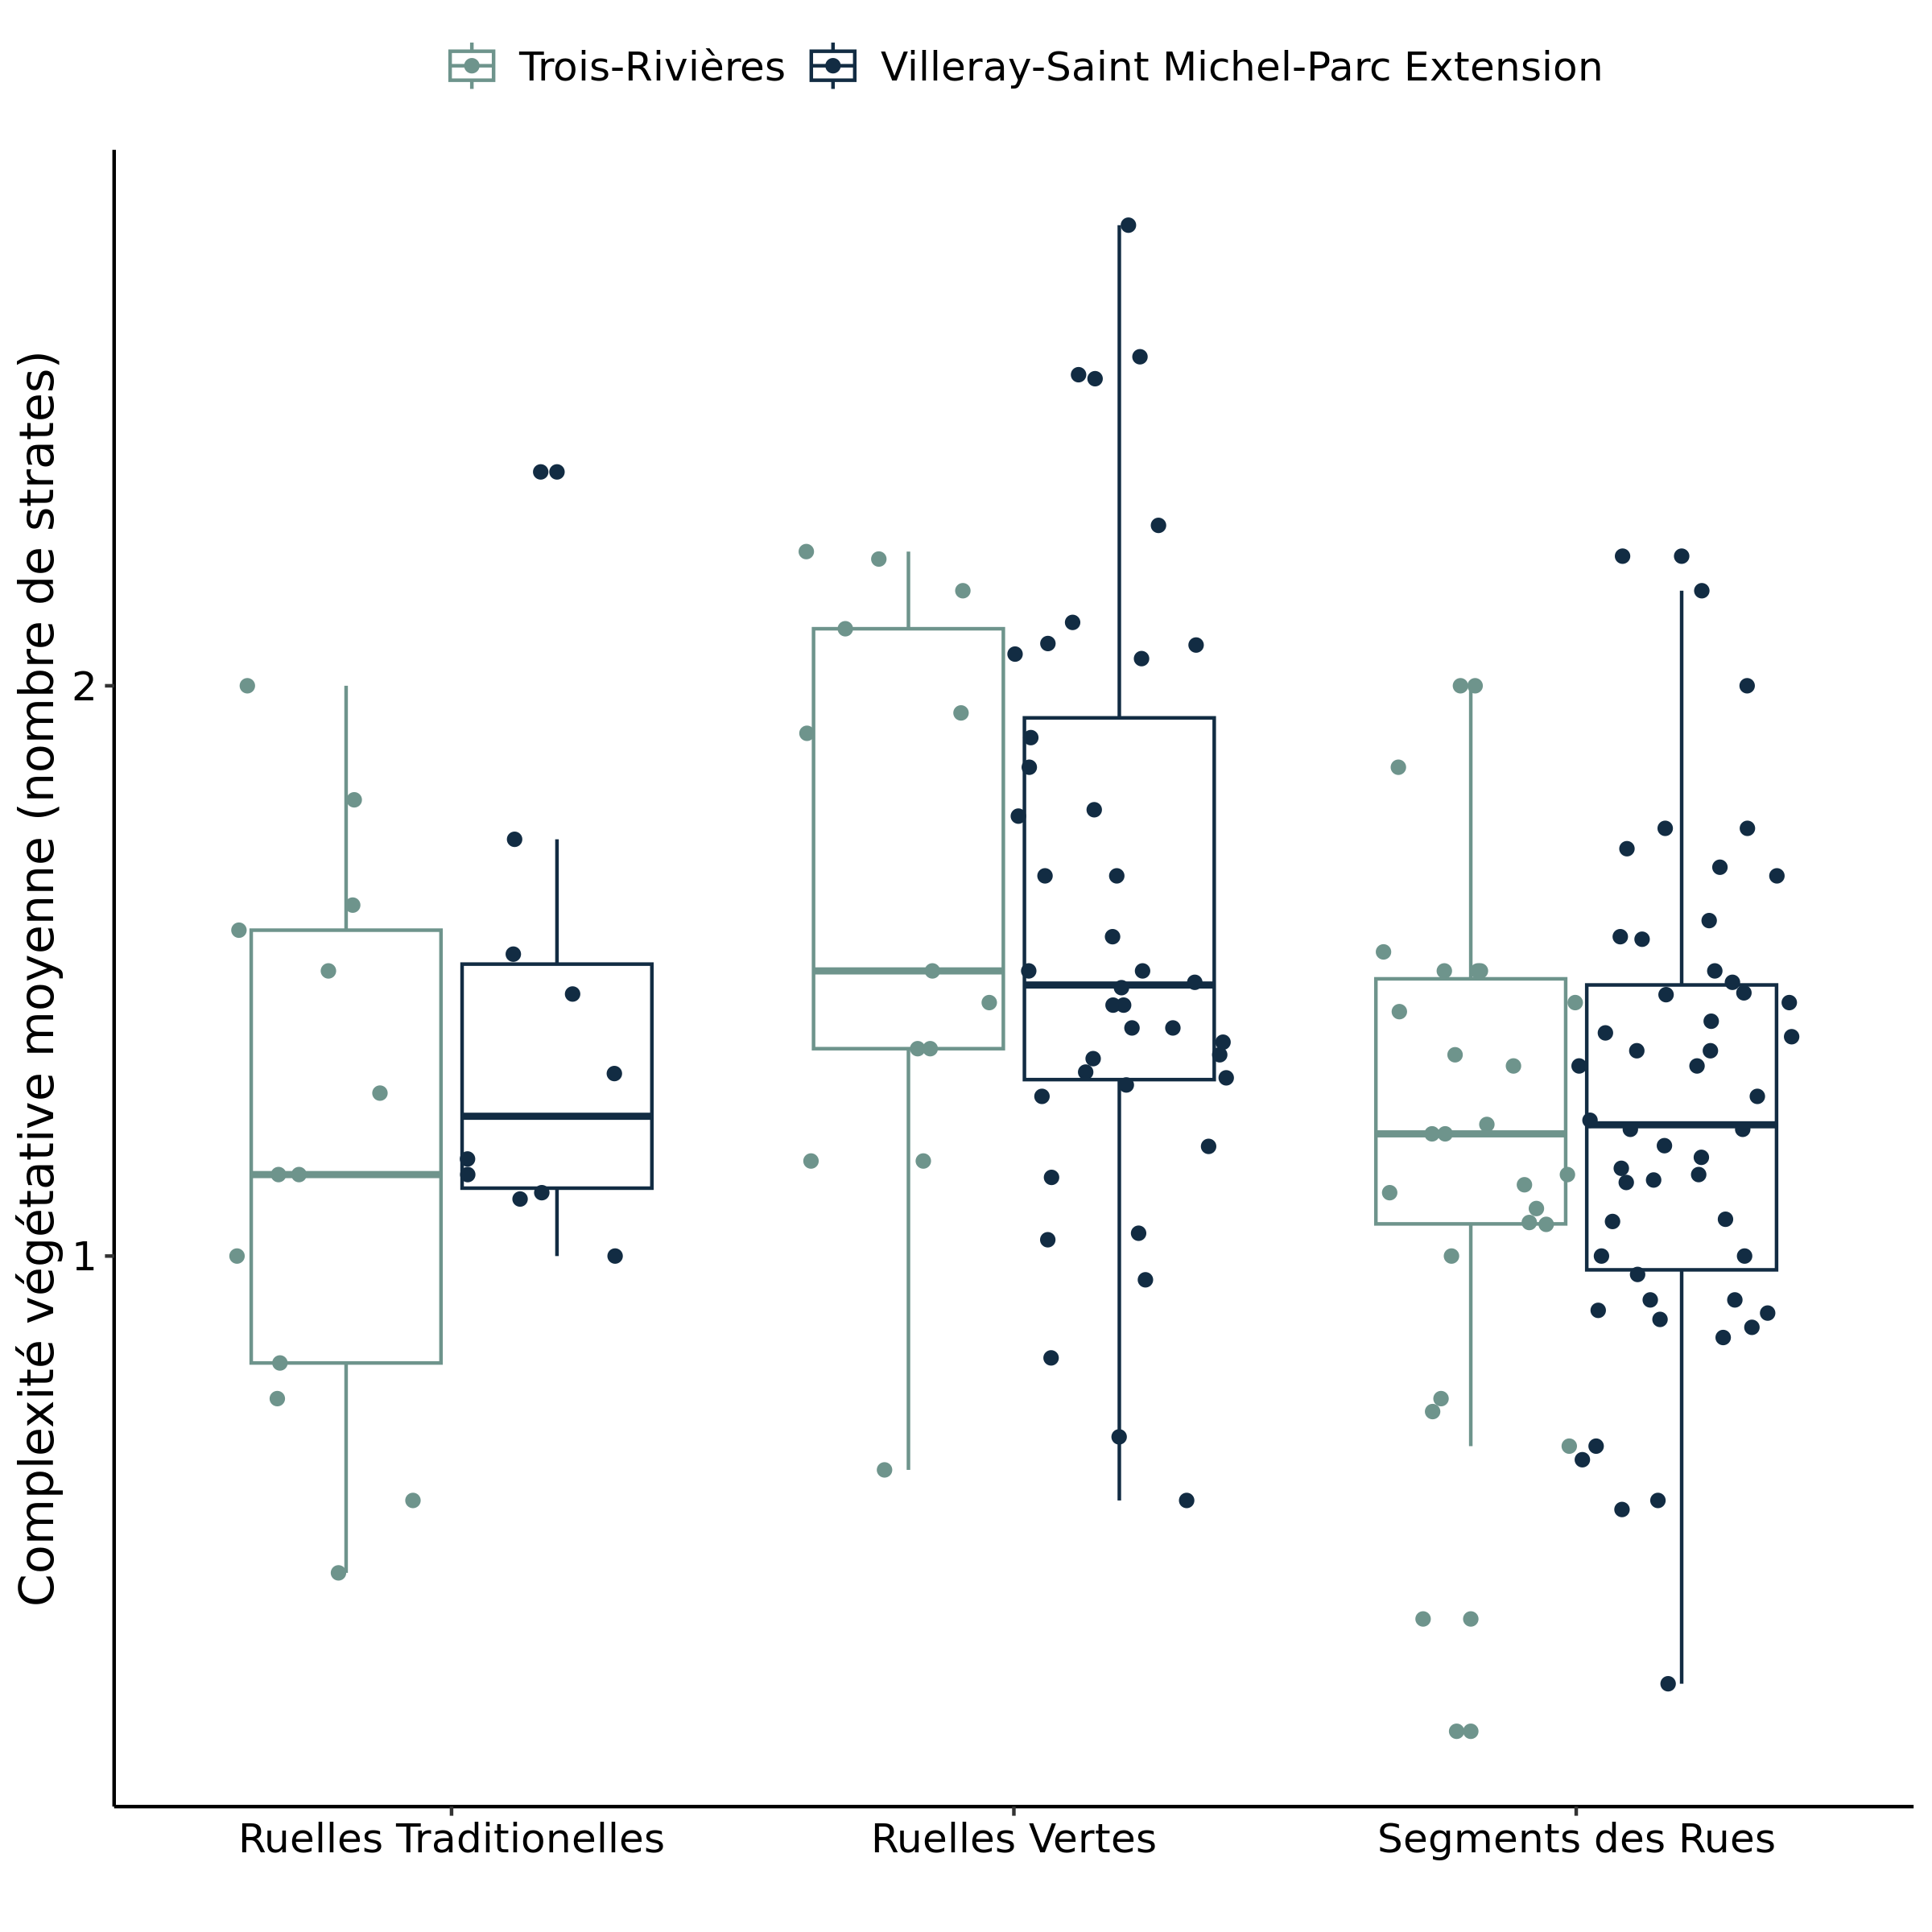 Trois-Rivières Villeray-Saint Michel-Parc Extension
Complexité végétative moyenne (nombre de strates)
2
1
Ruelles Traditionelles Ruelles Vertes Segments des Rues